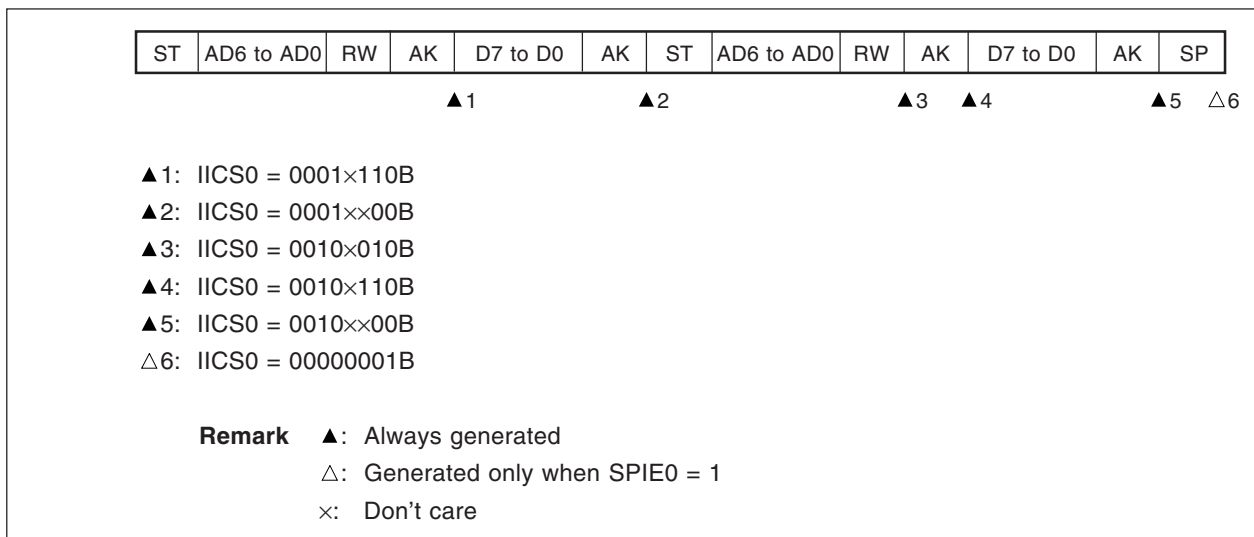 ST AD6 to AD0 RW AK D7 to D0 AK ST AD6 to AD0 RW AK D7 to D0 AK SP
▲1 ▲2 ▲3 ▲4 ▲5 △6
▲1: IICS0 = 0001×110B
▲2: IICS0 = 0001××00B
▲3: IICS0 = 0010×010B
▲4: IICS0 = 0010×110B
▲5: IICS0 = 0010××00B
△6: IICS0 = 00000001B
Remark ▲: Always generated
△: Generated only when SPIE0 = 1
×: Don't care